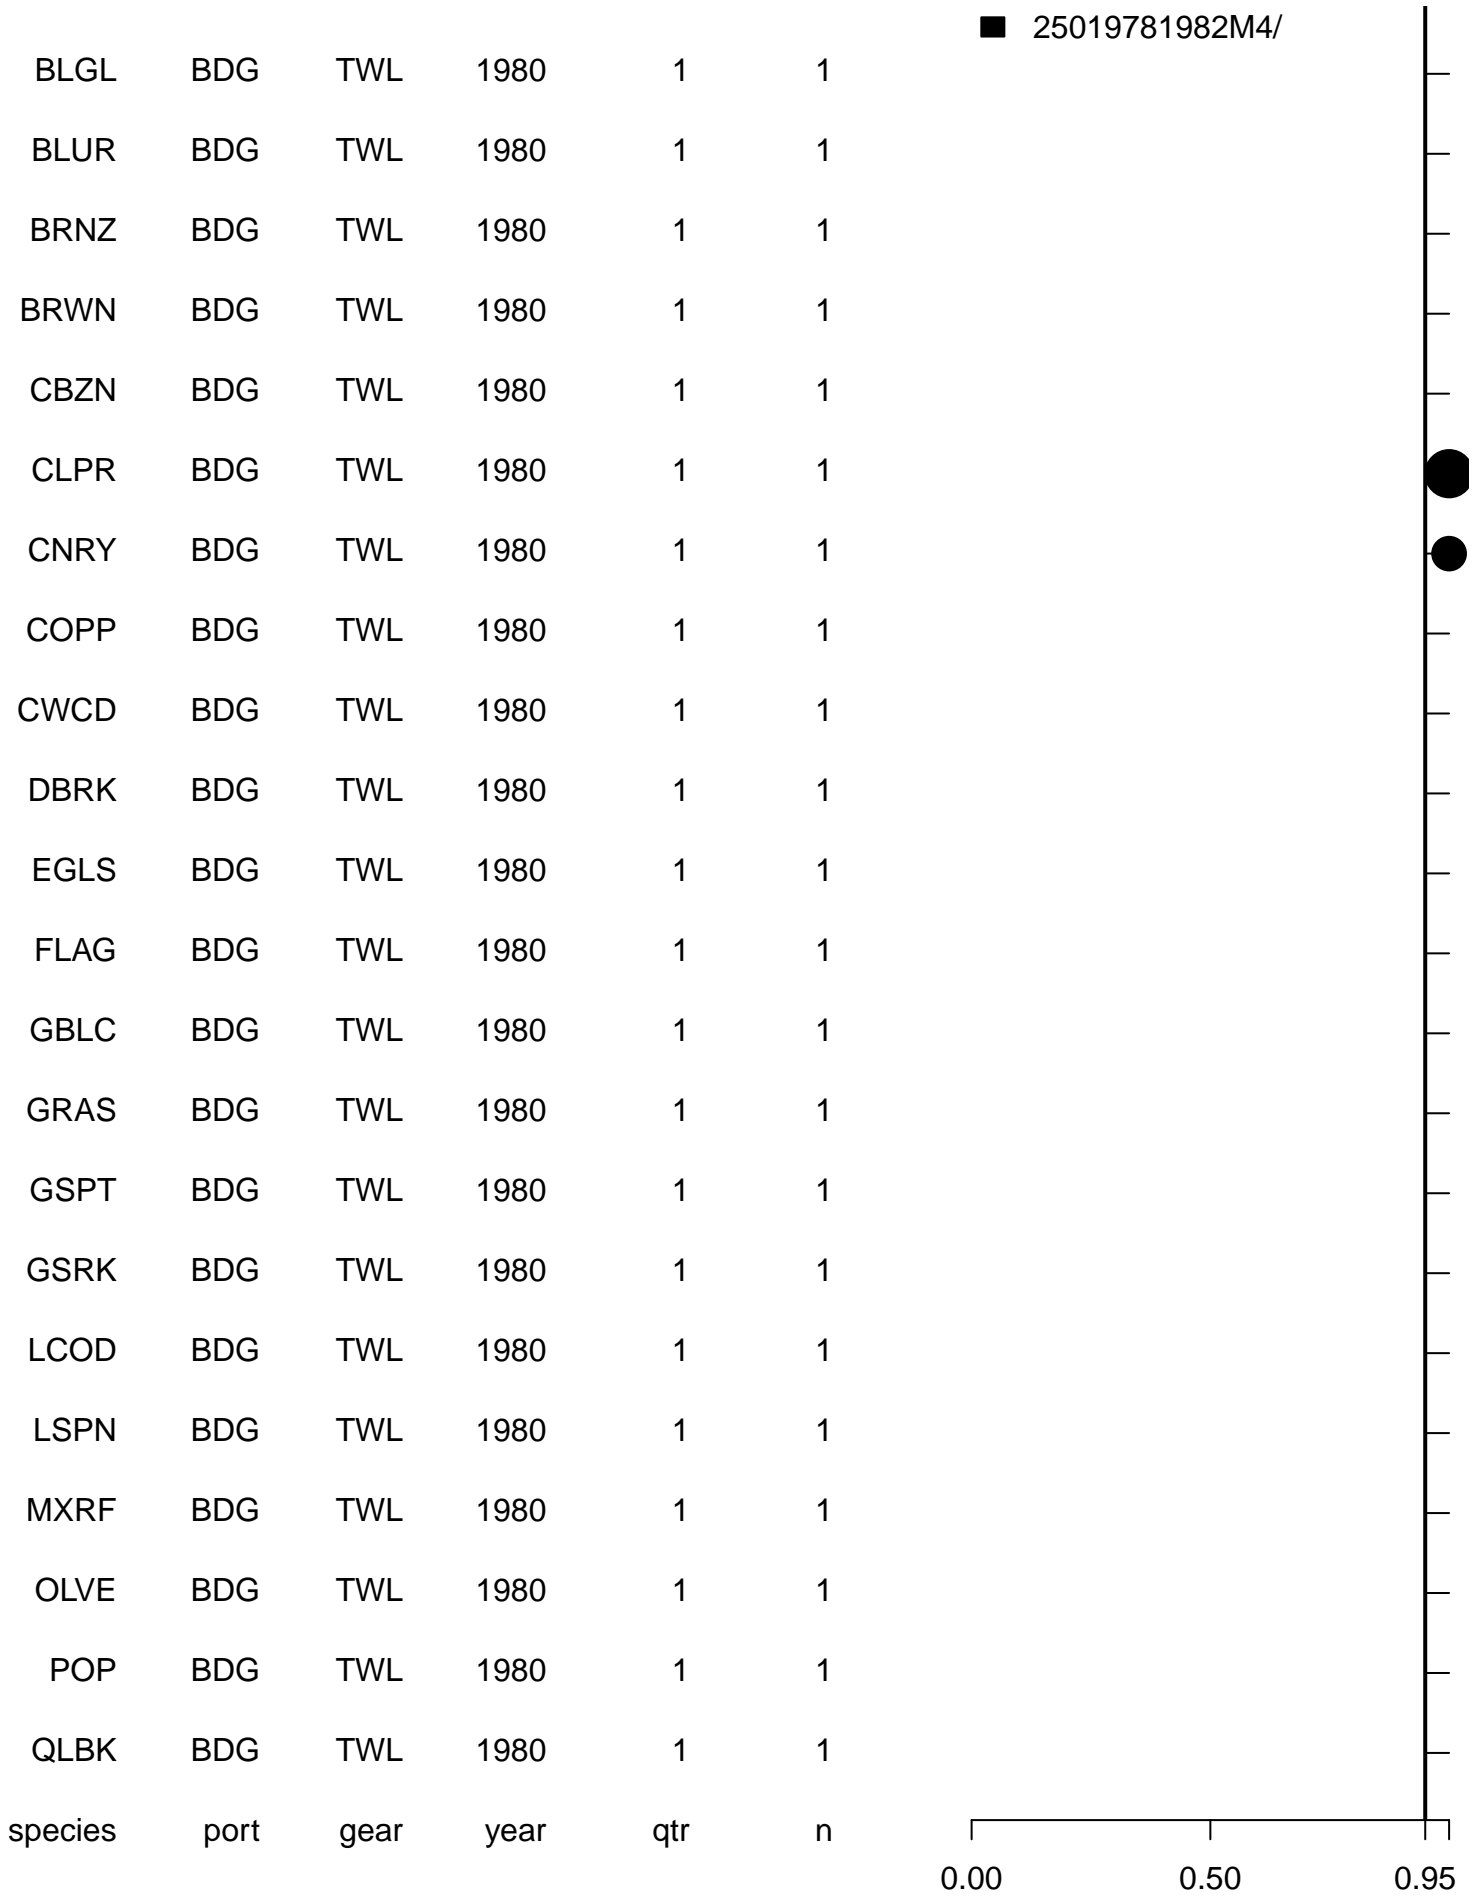 25019781982M4/
BLGL BDG TWL 1980 1 1
BLUR BDG TWL 1980 1 1
BRNZ BDG TWL 1980 1 1
BRWN BDG TWL 1980 1 1
CBZN BDG TWL 1980 1 1
CLPR BDG TWL 1980 1 1
CNRY BDG TWL 1980 1 1
COPP BDG TWL 1980 1 1
CWCD BDG TWL 1980 1 1
DBRK BDG TWL 1980 1 1
EGLS BDG TWL 1980 1 1
FLAG BDG TWL 1980 1 1
GBLC BDG TWL 1980 1 1
GRAS BDG TWL 1980 1 1
GSPT BDG TWL 1980 1 1
GSRK BDG TWL 1980 1 1
LCOD BDG TWL 1980 1 1
LSPN BDG TWL 1980 1 1
MXRF BDG TWL 1980 1 1
OLVE BDG TWL 1980 1 1
POP BDG TWL 1980 1 1
QLBK BDG TWL 1980 1 1
species port gear year qtr n
0.00 0.50 0.95